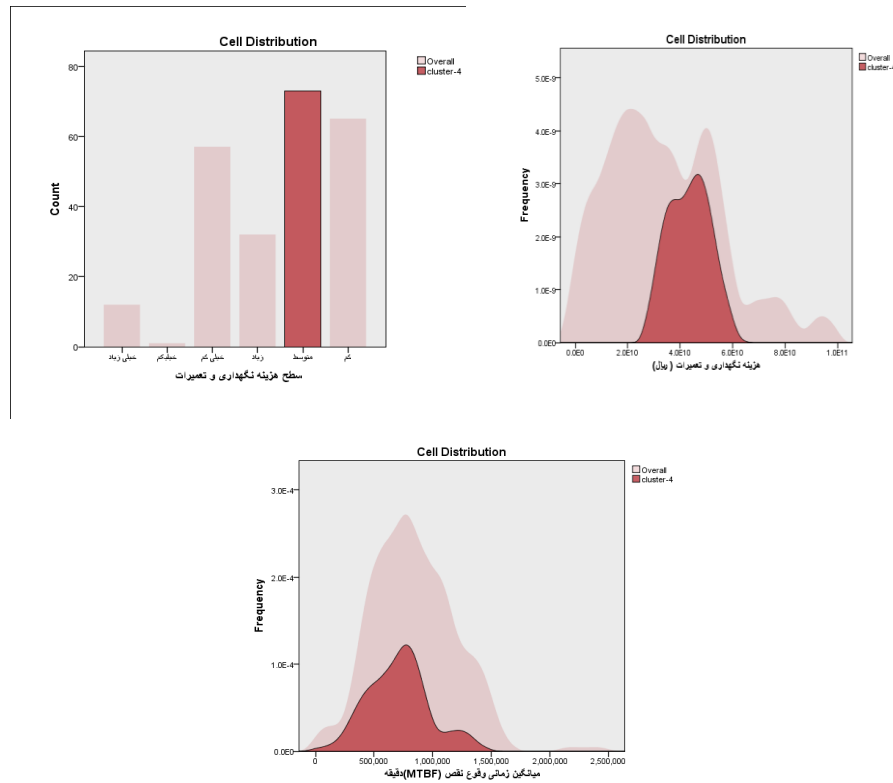 Cell Distribution
Overall
cluster-4
80
60
40
20
0
Count
خیلی زیاد
خیلیکم
خیلی کم
زیاد
متوسط
کم
سطح هزینه نگهداری و تعمیرات
Cell Distribution
Overall
cluster-4
5.0E-9
4.0E-9
3.0E-9
2.0E-9
1.0E-9
0.0E0
Frequency
0.0E0
2.0E10
4.0E10
6.0E10
8.0E10
1.0E11
هزینه نگهداری و تعمیرات (ریال)
Cell Distribution
Overall
cluster-4
3.0E-4
2.0E-4
1.0E-4
0.0E0
Frequency
0
500,000
1,000,000
1,500,000
2,000,000
2,500,000
میانگین زمانی وقوع نقص (MTBF)دقیقه